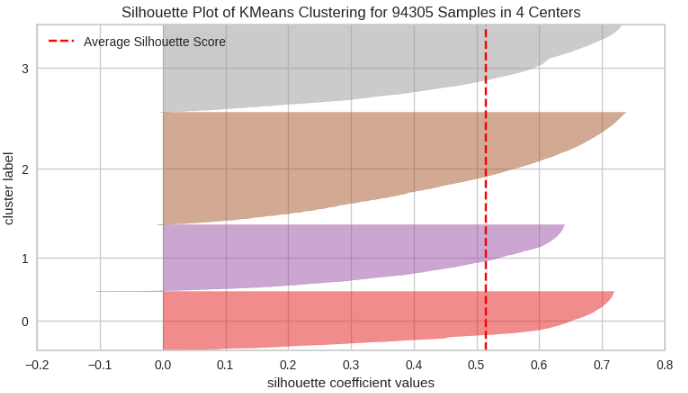 Silhouette Plot of KMeans Clustering for 94305 Samples in 4 Centers
Average Silhouette Score
cluster label
3
2
1
0
−0.2 −0.1 0.0 0.1 0.2 0.3 0.4 0.5 0.6 0.7 0.8
silhouette coefficient values